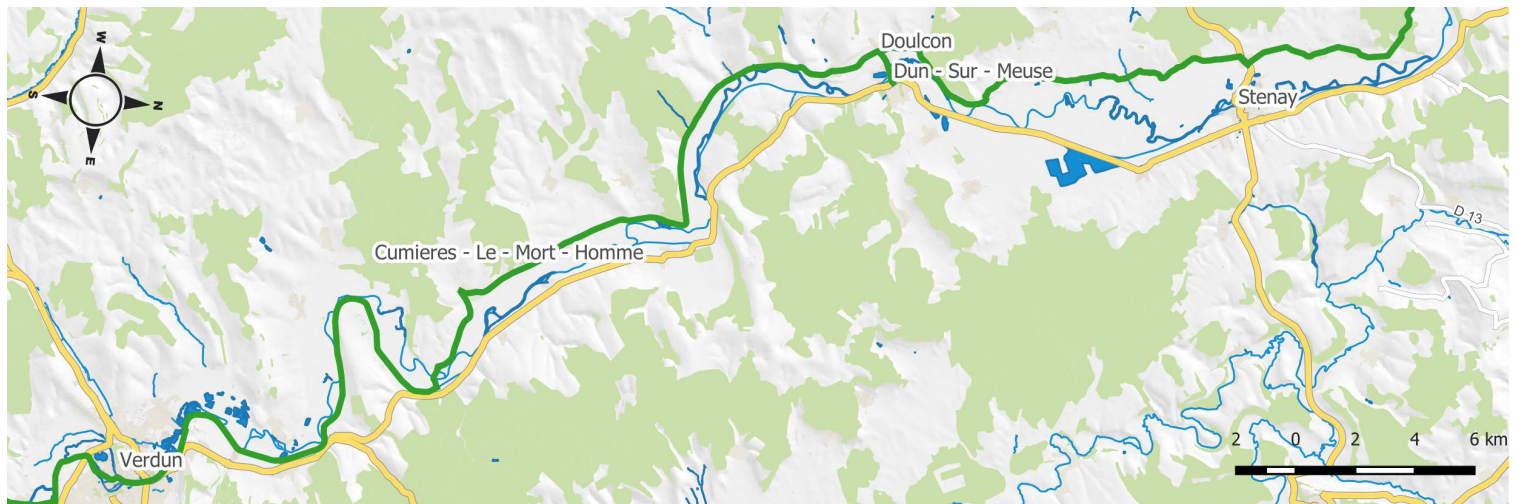 Doulcon
W
Dun - Sur - Meuse
S
N
Stenay
E
D 13
Cumieres - Le - Mort - Homme
2 0 2 4 6 km
Verdun